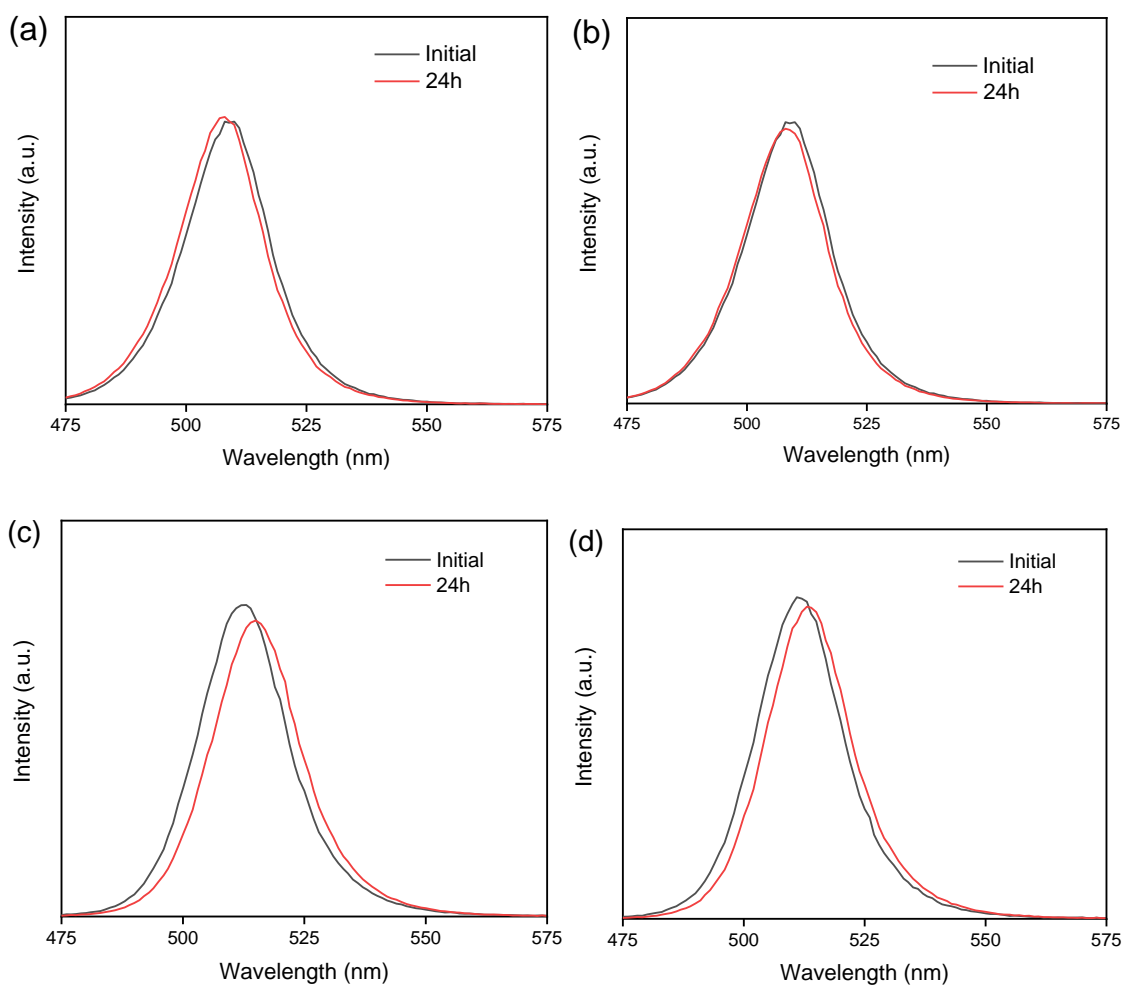 (a)
Initial
24h
Intensity (a.u.)
475 500 525 550 575
Wavelength (nm)
(b)
Initial
24h
Intensity (a.u.)
475 500 525 550 575
Wavelength (nm)
(c)
Initial
24h
Intensity (a.u.)
475 500 525 550 575
Wavelength (nm)
(d)
Initial
24h
Intensity (a.u.)
475 500 525 550 575
Wavelength (nm)